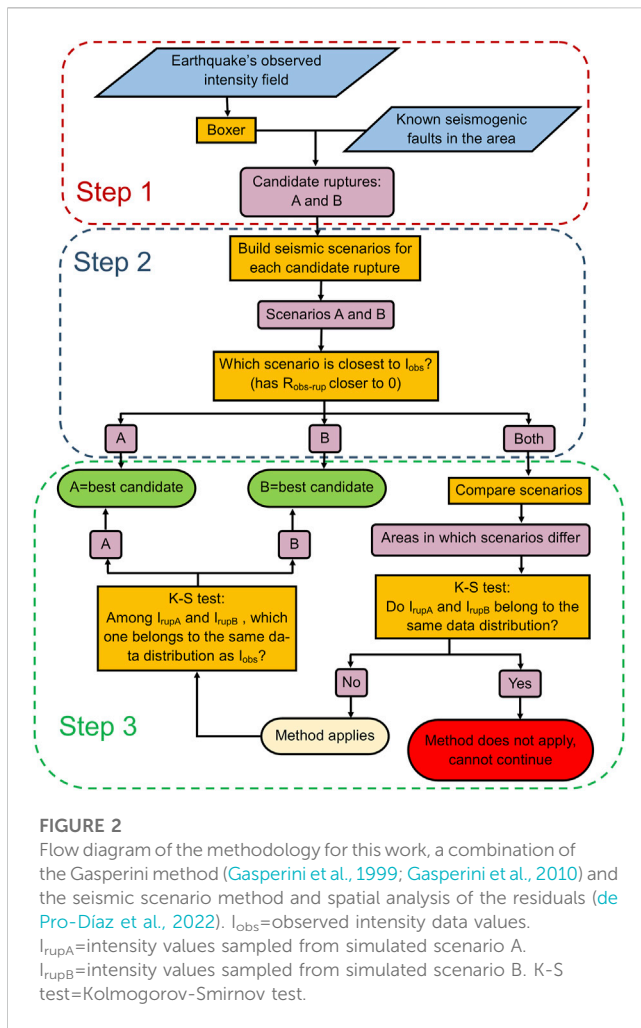 Earthquake's observed
intensity field
Boxer
Known seismogenic
faults in the area
Candidate ruptures:
A and B
Step 1
Step 2
Build seismic scenarios for
each candidate rupture
Scenarios A and B
Which scenario is closest to Iobs?
(has Robs-rup closer to 0)
A
B
Both
A=best candidate
B=best candidate
Compare scenarios
A
B
Areas in which scenarios differ
K-S test:
Among IrupA and IrupB , which
one belongs to the same da-
ta distribution as Iobs?
K-S test:
Do IrupA and IrupB belong to the
same data distribution?
No
Yes
Step 3
Method applies
Method does not apply,
cannot continue
FIGURE 2
Flow diagram of the methodology for this work, a combination of
the Gasperini method (Gasperini et al., 1999; Gasperini et al., 2010) and
the seismic scenario method and spatial analysis of the residuals (de
Pro-Díaz et al., 2022). Iobs=observed intensity data values.
IrupA=intensity values sampled from simulated scenario A.
IrupB=intensity values sampled from simulated scenario B. K-S
test=Kolmogorov-Smirnov test.